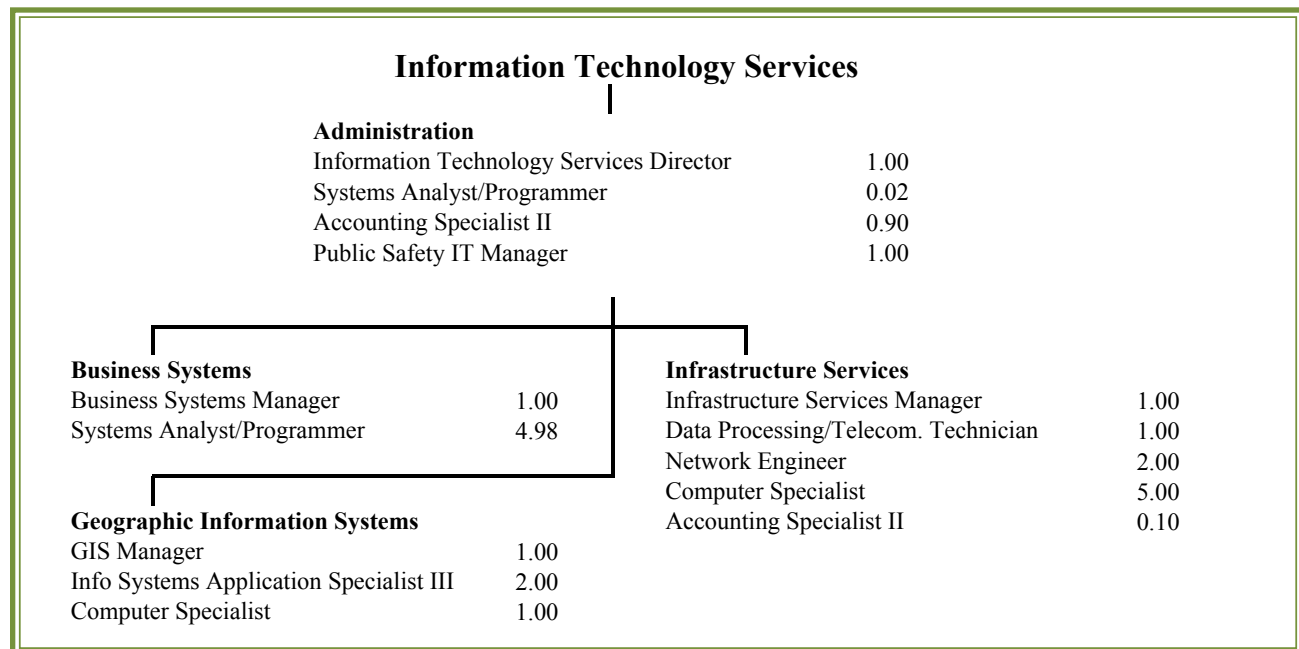 Information Technology Services
Administration
Information Technology Services Director 1.00
Systems Analyst/Programmer 0.02
Accounting Specialist II 0.90
Public Safety IT Manager 1.00
Business Systems
Business Systems Manager 1.00
Systems Analyst/Programmer 4.98
Geographic Information Systems
GIS Manager 1.00
Info Systems Application Specialist III 2.00
Computer Specialist 1.00
Infrastructure Services
Infrastructure Services Manager 1.00
Data Processing/Telecom. Technician 1.00
Network Engineer 2.00
Computer Specialist 5.00
Accounting Specialist II 0.10